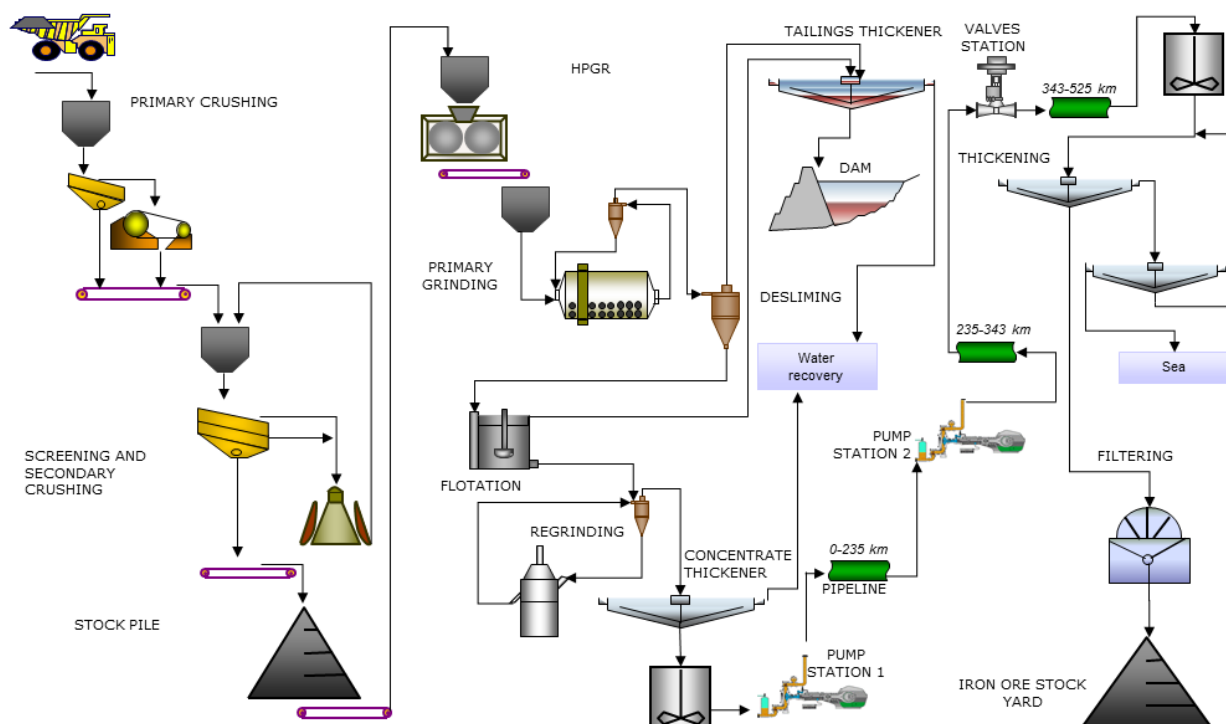 PRIMARY CRUSHING
SCREENING AND
SECONDARY
CRUSHING
STOCK PILE
HPGR
PRIMARY
GRINDING
DESLIMING
FLOTATION
REGRINDING
CONCENTRATE
THICKENER
TAILINGS THICKENER
DAM
Water
recovery
PUMP
STATION 1
0-235 km
PIPELINE
PUMP
STATION 2
235-343 km
VALVES
STATION
343-525 km
THICKENING
Sea
FILTERING
IRON ORE STOCK
YARD